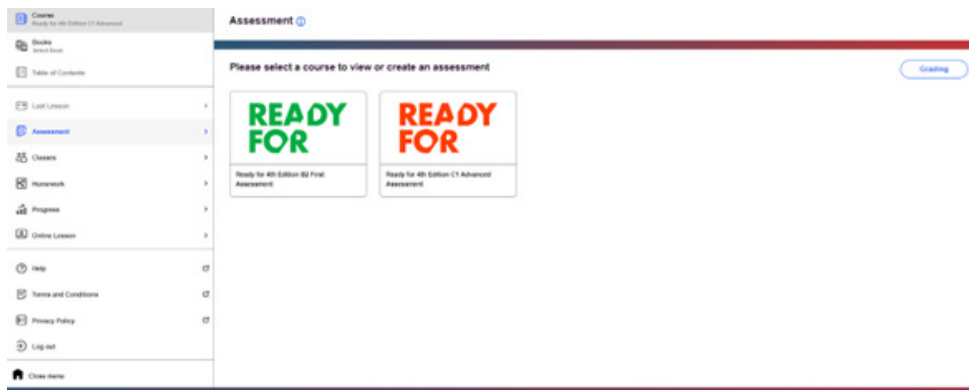 Course
Ready for 4th Edition C1 Advanced
Books
Select Book
Table of Contents
Last Lesson
Assessment
Classes
Homework
Progress
Online Lesson
Help
Terms and Conditions
Privacy Policy
Log out
Close menu
Assessment
Please select a course to view or create an assessment
Grading
READY
FOR
Ready for 4th Edition B2 First
Assessment
READY
FOR
Ready for 4th Edition C1 Advanced
Assessment